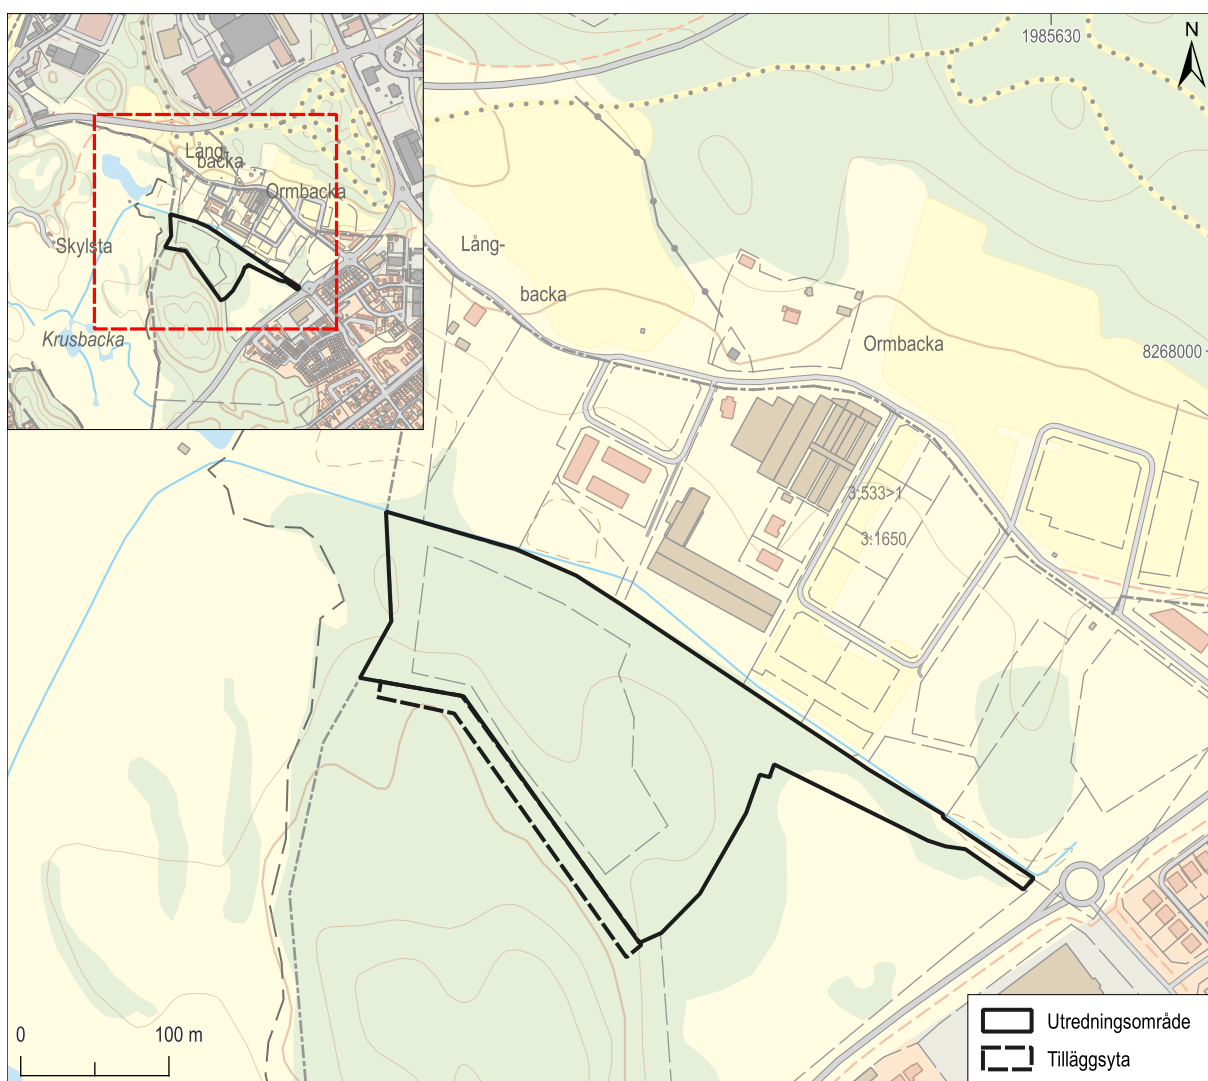 Lång-
backa
Ormbacka
Skylsta
Krusbacka
N
1985630
Lång-
backa
Ormbacka
8268000
3:533>1
3:1650
0
100 m
Utredningsområde
Tilläggsyta